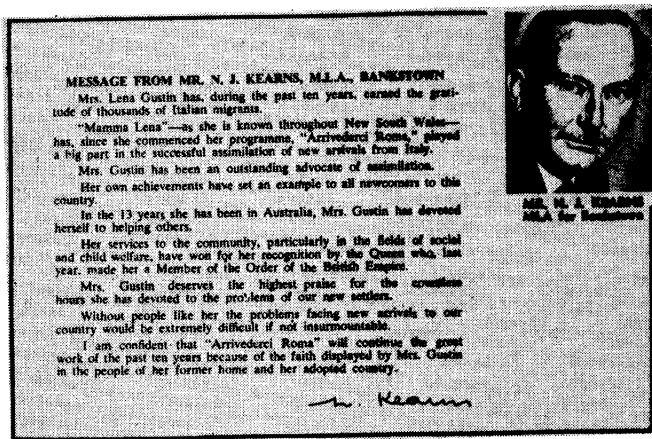 MESSAGE FROM MR. N. J. KEARNS, M.L.A., BANKSTOWN
Mrs. Lena Gustin has, during the past ten years, earned the grati-
tude of thousands of Italian migrants.
"Mamma Lena"—as she is known throughout New South Wales—
has, since she commenced her programme, "Arrivederci Roma," played
a big part in the successful assimilation of new arrivals from Italy.
Mrs. Gustin has been an outstanding advocate of assimilation.
Her own achievements have set an example to all newcomers to this
country.
In the 13 years she has been in Australia, Mrs. Gustin has devoted
herself to helping others.
Her services to the community, particularly in the fields of social
and child welfare, have won for her recognition by the Queen who, last
year, made her a Member of the Order of the British Empire.
Mrs. Gustin deserves the highest praise for the countless
hours she has devoted to the problems of our new settlers.
Without people like her the problems facing new arrivals to our
country would be extremely difficult if not insurmountable.
I am confident that "Arrivederci Roma" will continue the great
work of the past ten years because of the faith displayed by Mrs. Gustin
in the people of her former home and her adopted country.
N. Kearns
MR. N. J. KEARNS
MLA for Bankstown